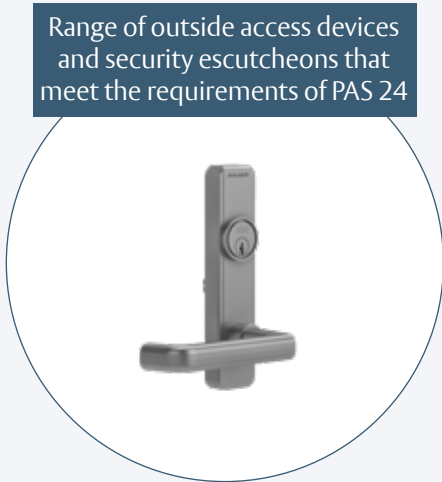 Range of outside access devices
and security escutcheons that
meet the requirements of PAS 24